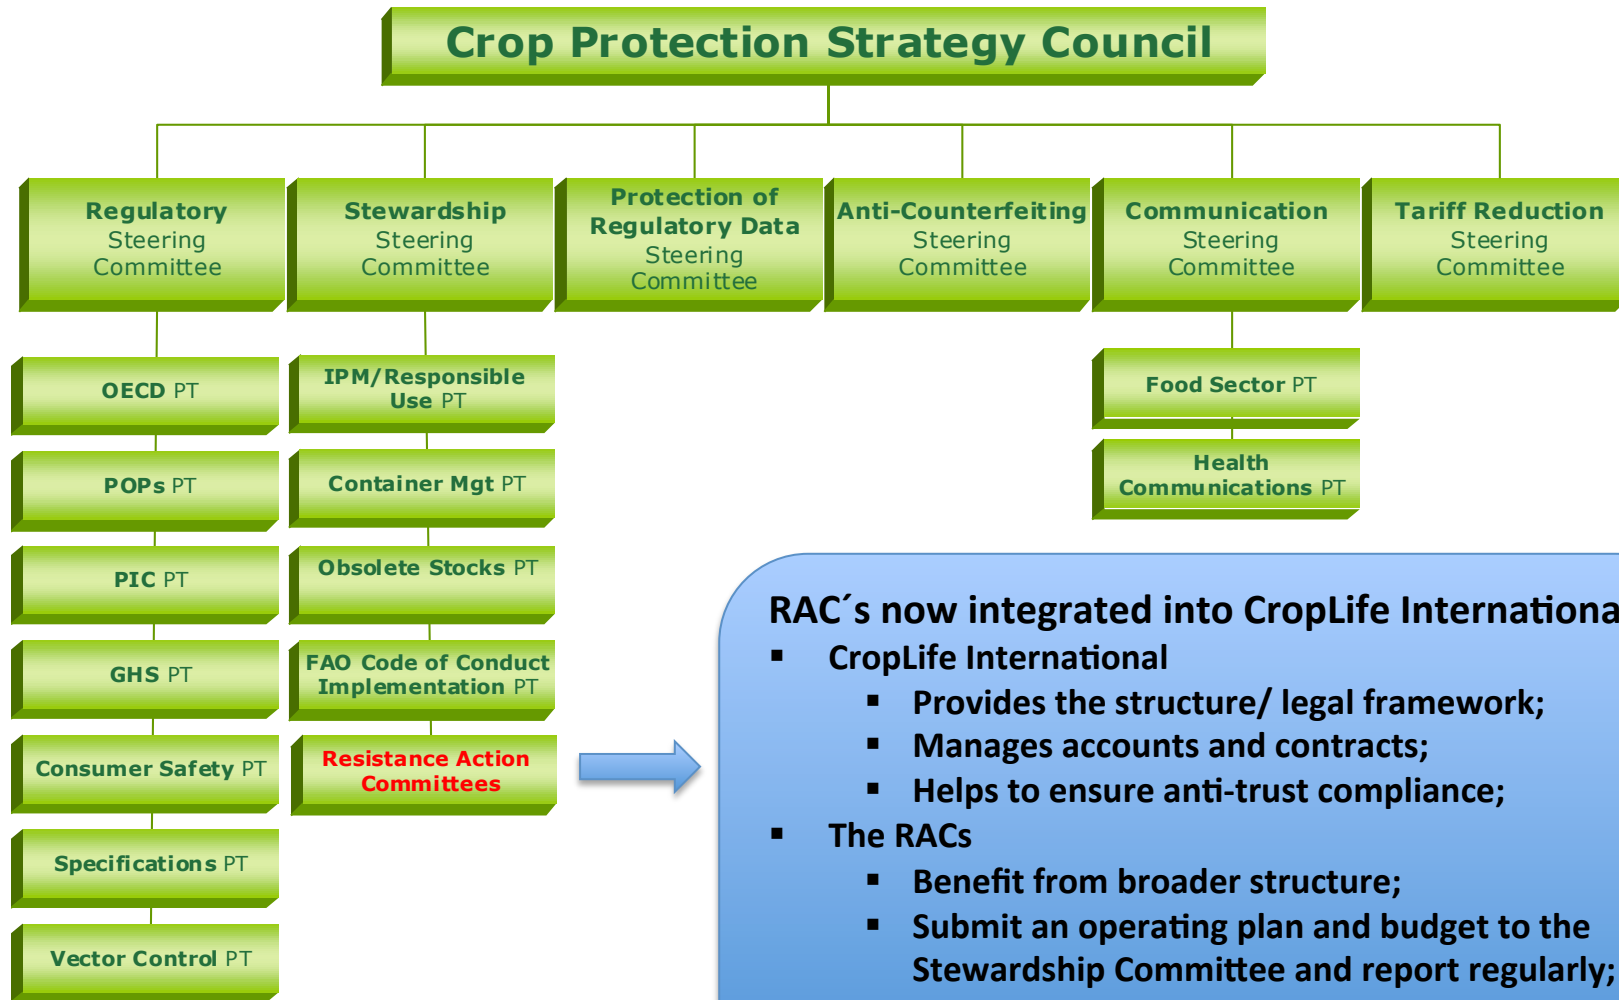 Crop Protection Strategy Council
Regulatory
Steering
Committee
Stewardship
Steering
Committee
Protection of
Regulatory Data
Steering
Committee
Anti-Counterfeiting
Steering
Committee
Communication
Steering
Committee
Tariff Reduction
Steering
Committee
OECD PT
POPs PT
PIC PT
GHS PT
Consumer Safety PT
Specifications PT
Vector Control PT
IPM/Responsible
Use PT
Container Mgt PT
Obsolete Stocks PT
FAO Code of Conduct
Implementation PT
Resistance Action
Committees
Food Sector PT
Health
Communications PT
RAC´s now integrated into CropLife Internationa
▪ CropLife International
▪ Provides the structure/ legal framework;
▪ Manages accounts and contracts;
▪ Helps to ensure anti-trust compliance;
▪ The RACs
▪ Benefit from broader structure;
▪ Submit an operating plan and budget to the
Stewardship Committee and report regularly;